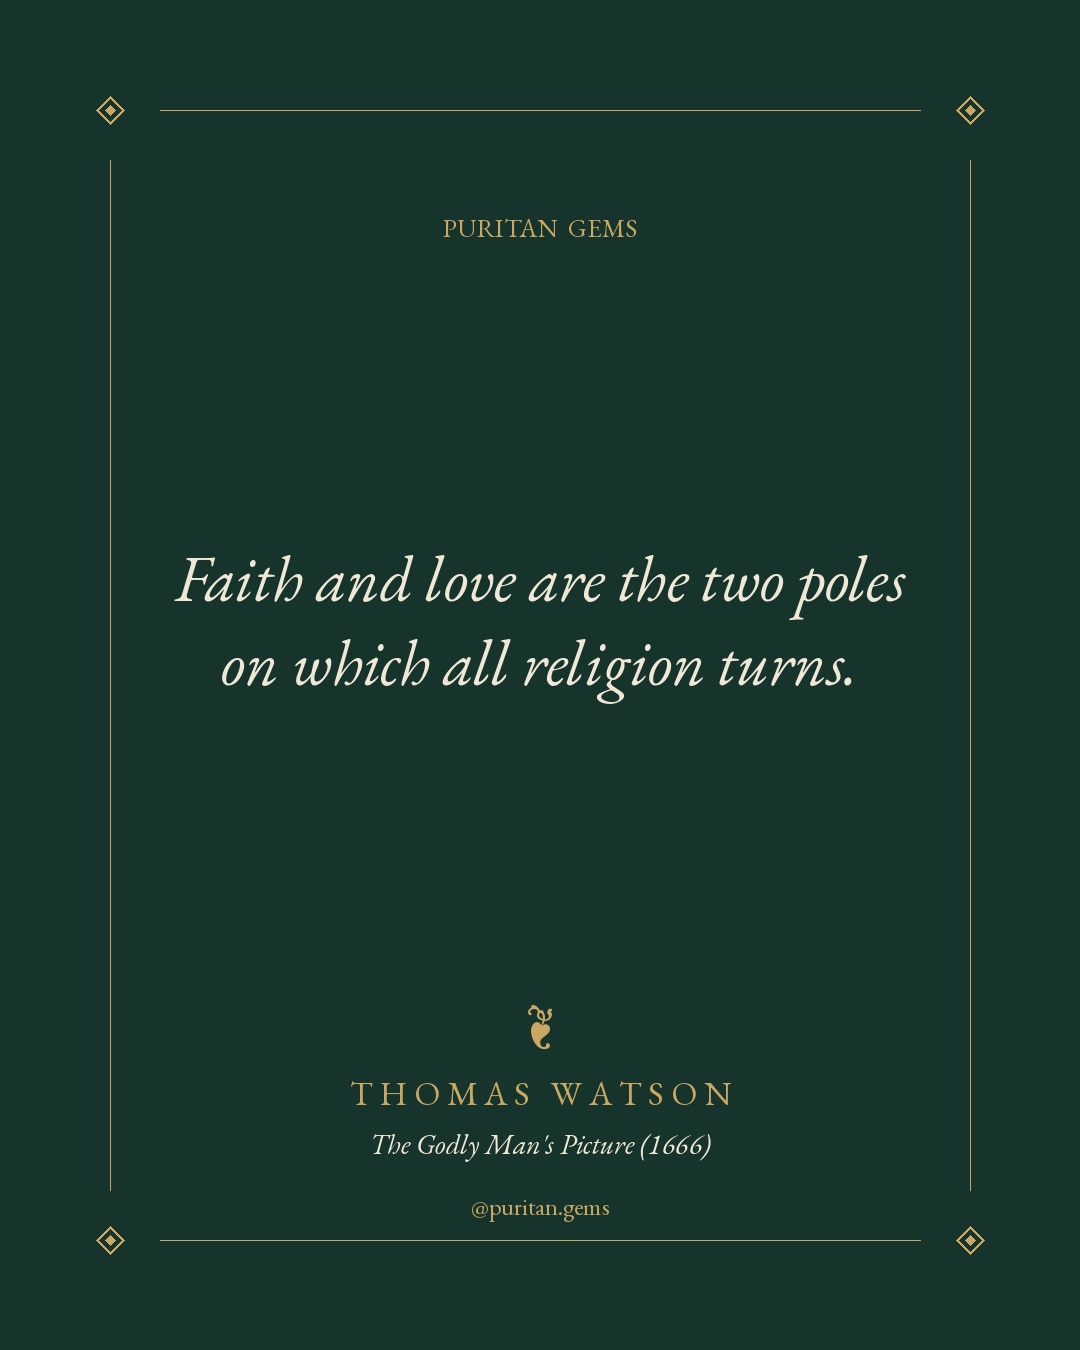 PURITAN GEMS
Faith and love are the two poles
on which all religion turns.
THOMAS WATSON
The Godly Man's Picture (1666)
@puritan.gems